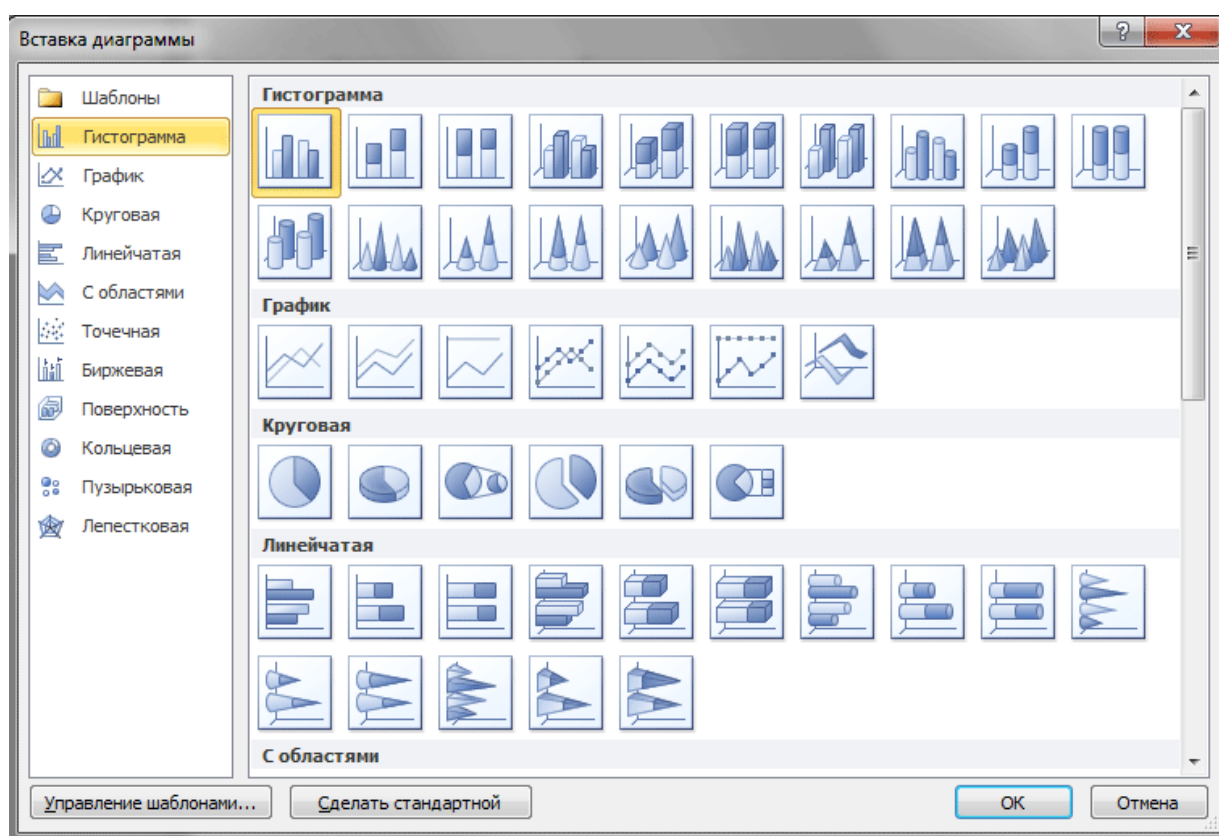 Вставка диаграммы
Шаблоны
Гистограмма
График
Круговая
Линейчатая
С областями
Точечная
Биржевая
Поверхность
Кольцевая
Пузырьковая
Лепестковая
Гистограмма
График
Круговая
Линейчатая
С областями
Управление шаблонами...
Сделать стандартной
ОК
Отмена